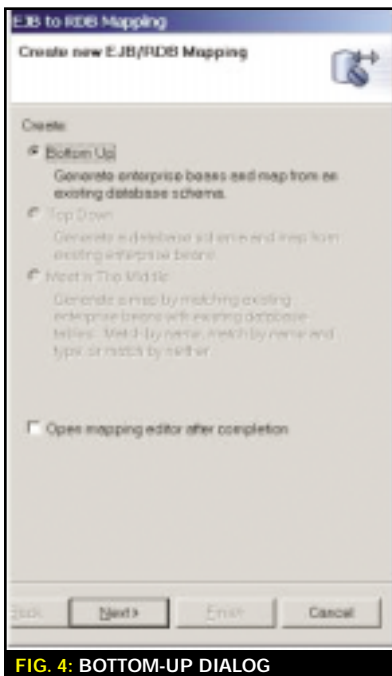 EJB to RDB Mapping
Create new EJB/RDB Mapping
Create:
Bottom Up
Generate enterprise beans and map from an
existing database schema.
Top Down
Generate a database schema and map from
existing enterprise beans.
Meet In The Middle
Generate a map by matching existing
enterprise beans with existing database
tables. Match by name, match by name and
type, or match by neither.
Open mapping editor after completion
Back
Next >
Finish
Cancel
FIG. 4: BOTTOM-UP DIALOG